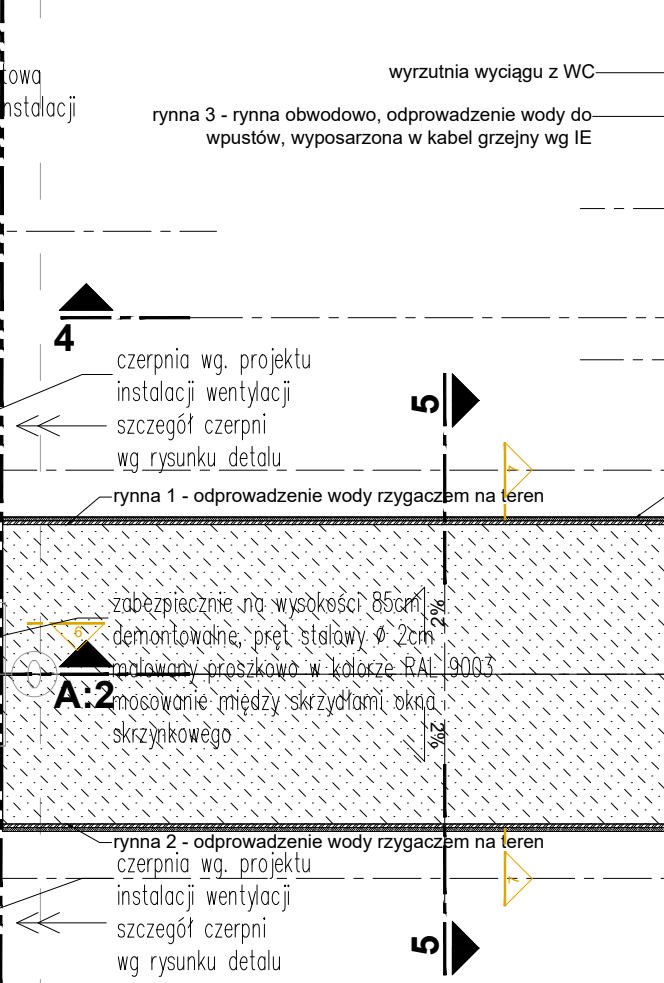 towa
nstalacji
wyrzutnia wyciągu z WC
rynna 3 - rynna obwodowo, odprowadzenie wody do
wpustów, wyposarzona w kabel grzejny wg IE
4
czerpnia wg. projektu
instalacji wentylacji
szczegół czerpni
wg rysunku detalu
5
rynna 1 - odprowadzenie wody rzygaczem na teren
zabezpiecznie na wysokości 85cm
demontowalne, pręt stalowy Ø 2cm
malowany proszkowo w kolorze RAL 9003
mocowanie między skrzydłami okna
skrzynkowego
2%
2%
6
A:2
rynna 2 - odprowadzenie wody rzygaczem na teren
czerpnia wg. projektu
instalacji wentylacji
szczegół czerpni
wg rysunku detalu
5